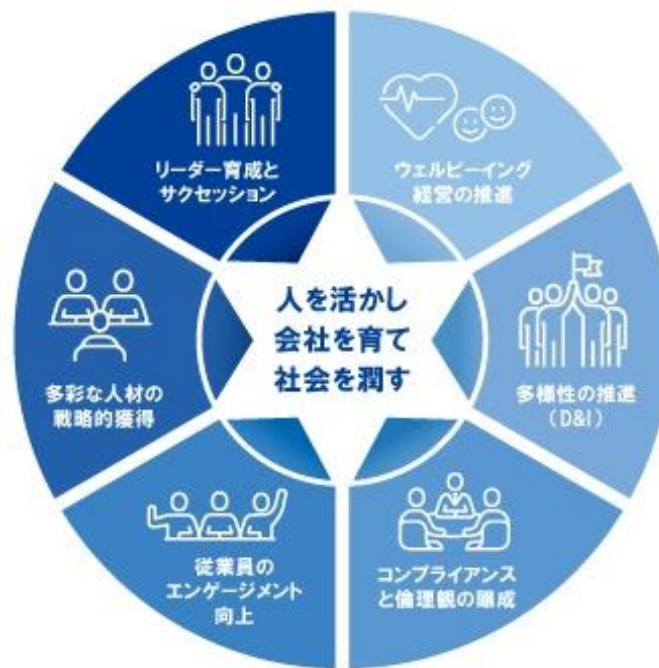 人を活かし
会社を育て
社会を潤す
ウェルビーイング
経営の推進
多様性の推進
(D&I)
コンプライアンス
と倫理観の醸成
従業員の
エンゲージメント
向上
多彩な人材の
戦略的獲得
リーダー育成と
サクセッション